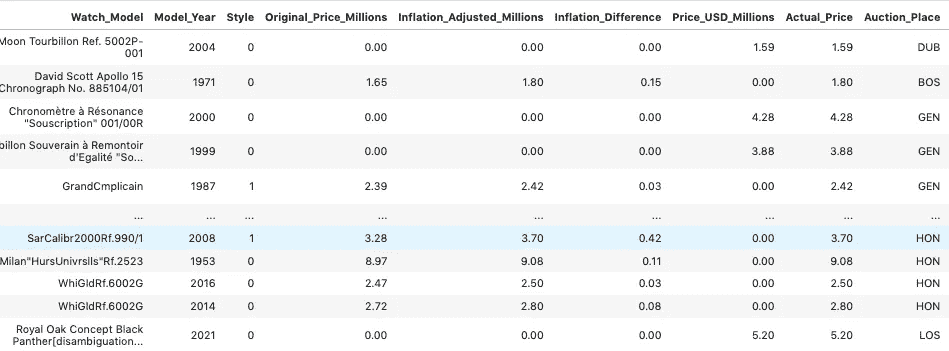 Watch_Model Model_Year Style Original_Price_Millions Inflation_Adjusted_Millions Inflation_Difference Price_USD_Millions Actual_Price Auction_Place
Moon Tourbillon Ref. 5002P-
001 2004 0 0.00 0.00 0.00 1.59 1.59 DUB
David Scott Apollo 15
Chronograph No. 885104/01 1971 0 1.65 1.80 0.15 0.00 1.80 BOS
Chronomètre à Résonance
"Souscription" 001/00R 2000 0 0.00 0.00 0.00 4.28 4.28 GEN
billon Souverain à Remontoir
d'Egalité "So... 1999 0 0.00 0.00 0.00 3.88 3.88 GEN
GrandCmplicain 1987 1 2.39 2.42 0.03 0.00 2.42 GEN
... ... ... ... ... ... ... ... ...
SarCalibr2000Rf.990/1 2008 1 3.28 3.70 0.42 0.00 3.70 HON
Milan"HursUnivrslls"Rf.2523 1953 0 8.97 9.08 0.11 0.00 9.08 HON
WhiGldRf.6002G 2016 0 2.47 2.50 0.03 0.00 2.50 HON
WhiGldRf.6002G 2014 0 2.72 2.80 0.08 0.00 2.80 HON
Royal Oak Concept Black
Panther[disambiguation... 2021 0 0.00 0.00 0.00 5.20 5.20 LOS